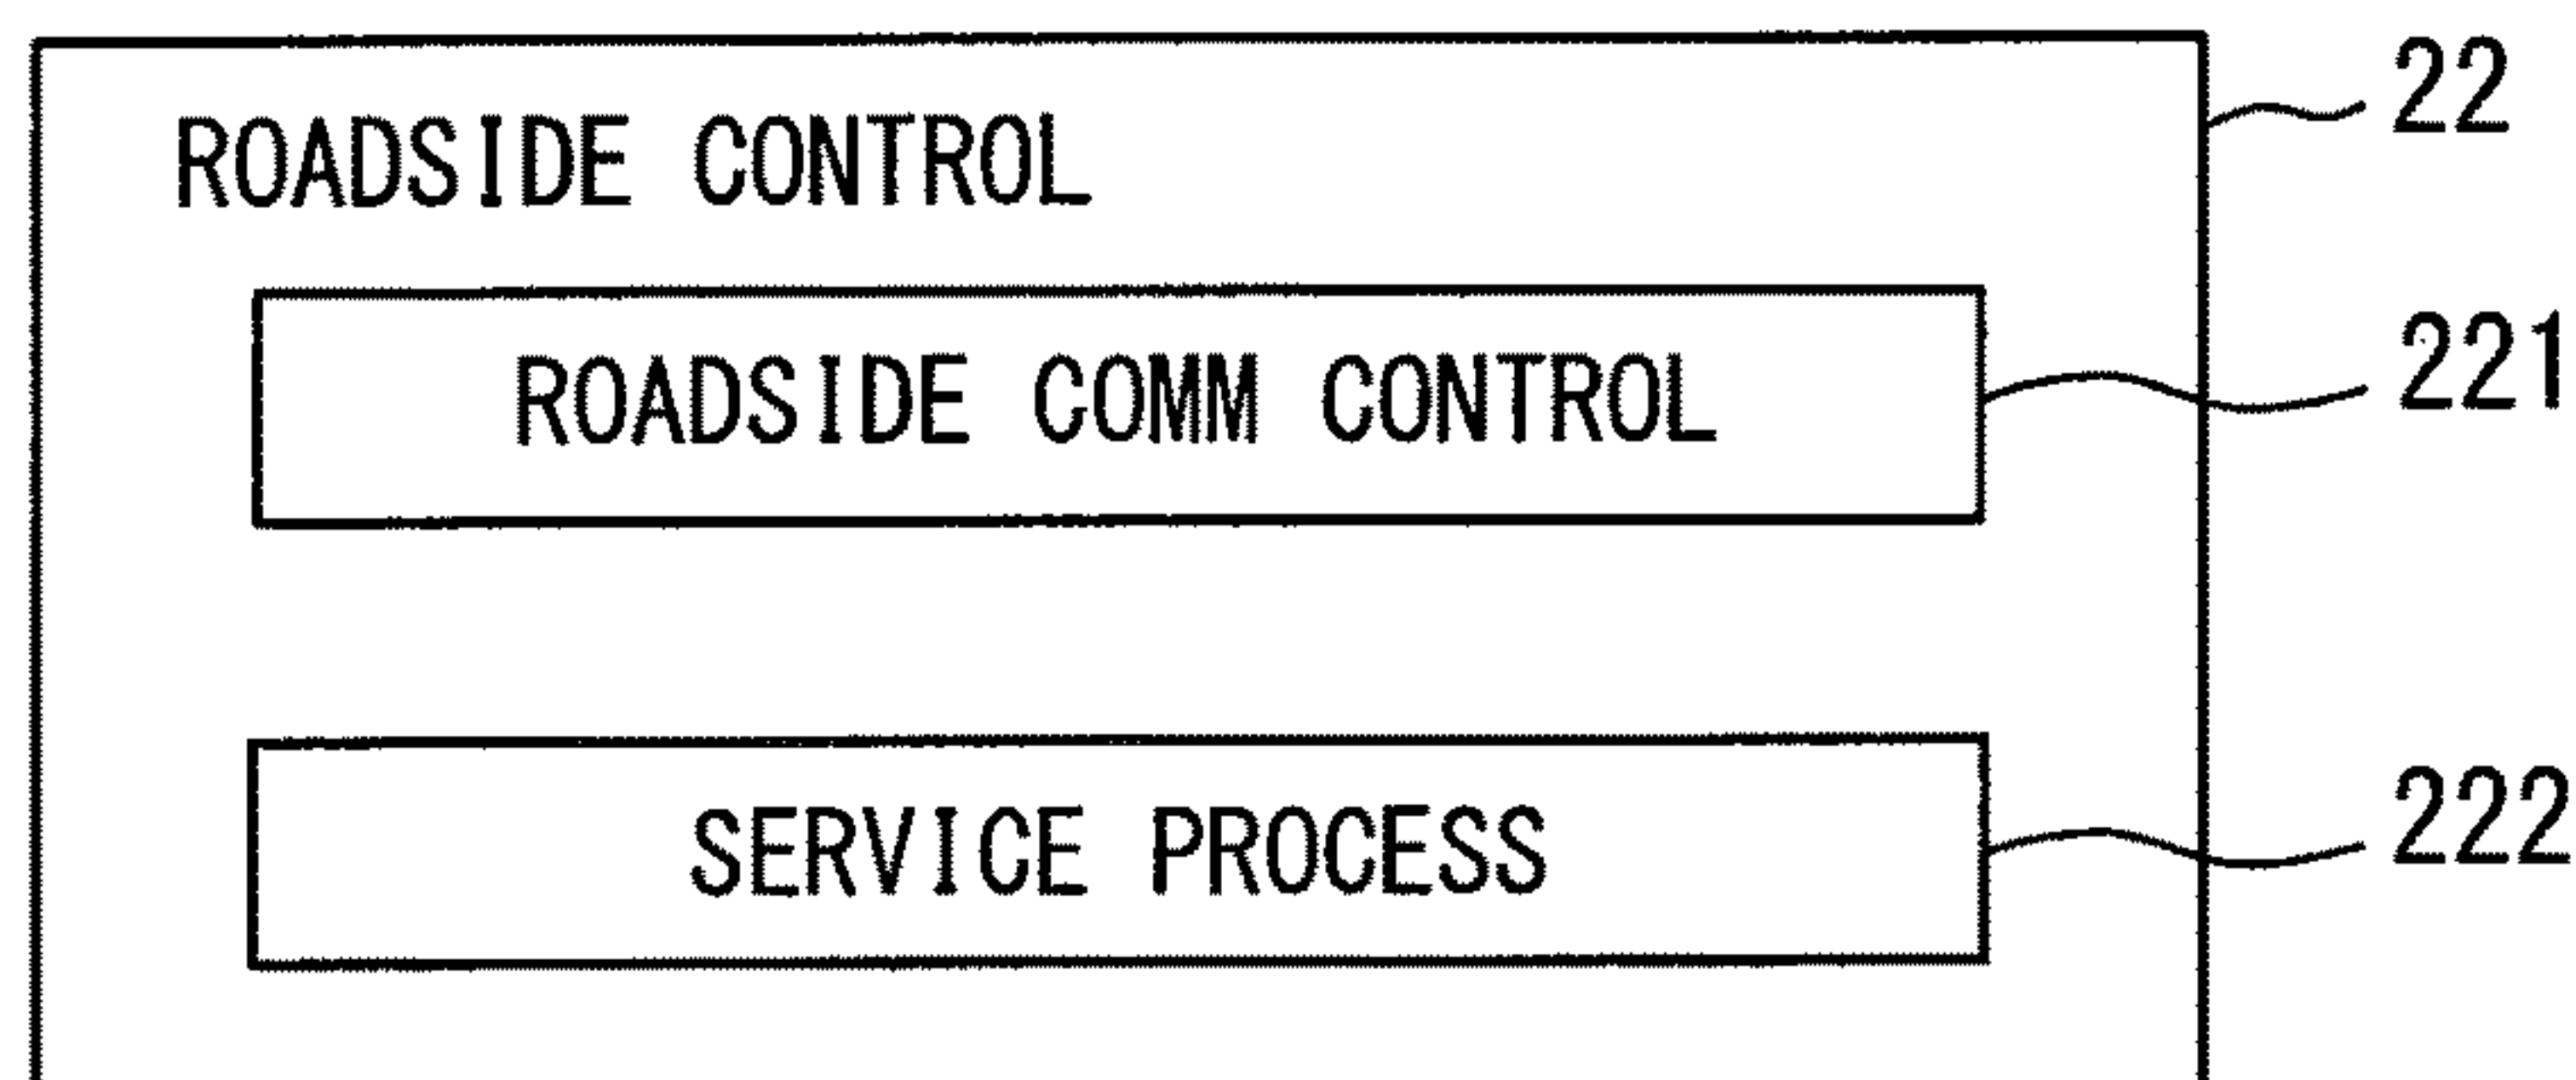 22
ROADSIDE CONTROL
ROADSIDE COMM CONTROL
221
SERVICE PROCESS
222